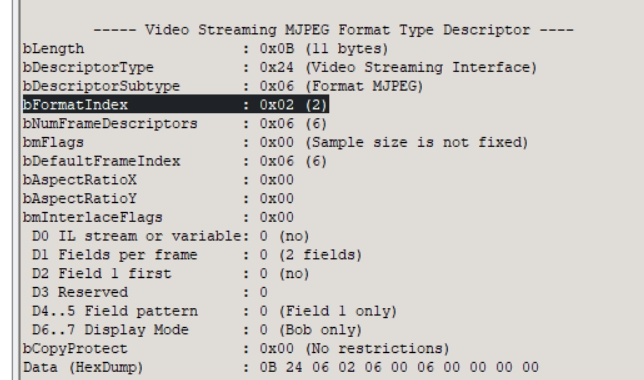 ----- Video Streaming MJPEG Format Type Descriptor ----
bLength                  : 0x0B (11 bytes)
bDescriptorType          : 0x24 (Video Streaming Interface)
bDescriptorSubtype       : 0x06 (Format MJPEG)
bFormatIndex             : 0x02 (2)
bNumFrameDescriptors     : 0x06 (6)
bmFlags                  : 0x00 (Sample size is not fixed)
bDefaultFrameIndex       : 0x06 (6)
bAspectRatioX            : 0x00
bAspectRatioY            : 0x00
bmInterlaceFlags         : 0x00
 D0 IL stream or variable: 0 (no)
 D1 Fields per frame     : 0 (2 fields)
 D2 Field 1 first        : 0 (no)
 D3 Reserved             : 0
 D4..5 Field pattern     : 0 (Field 1 only)
 D6..7 Display Mode      : 0 (Bob only)
bCopyProtect             : 0x00 (No restrictions)
Data (HexDump)           : 0B 24 06 02 06 00 06 00 00 00 00